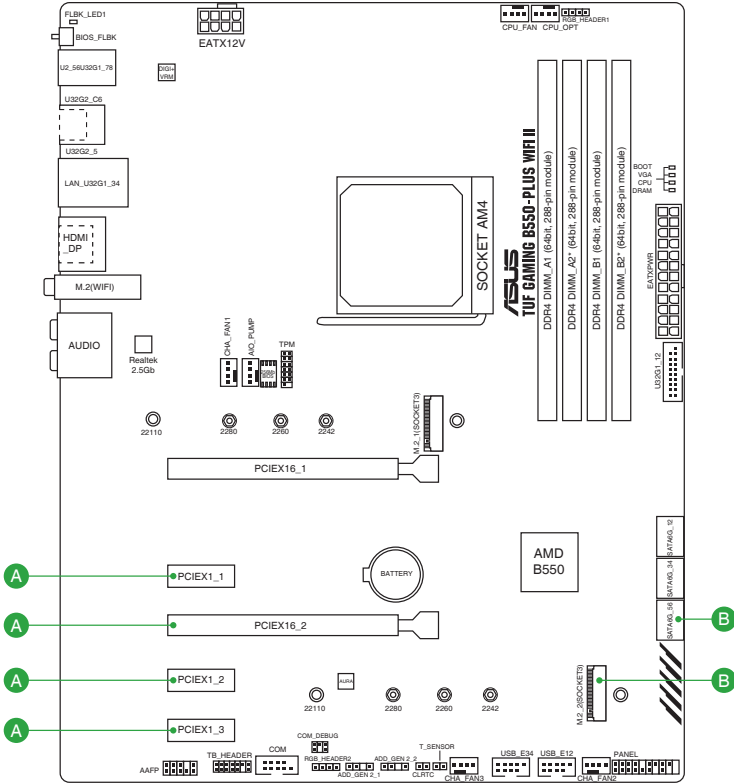 FLBK_LED1
BIOS_FLBK
EATX12V
CPU_FAN
CPU_OPT
RGB_HEADER1
U2_56U32G1_78
DIGI+
VRM
U32G2_C6
U32G2_5
LAN_U32G1_34
HDMI
_DP
M.2(WIFI)
AUDIO
Realtek
2.5Gb
SOCKET AM4
ASUS
TUF GAMING B550-PLUS WIFI II
DDR4 DIMM_A1 (64bit, 288-pin module)
DDR4 DIMM_A2* (64bit, 288-pin module)
DDR4 DIMM_B1 (64bit, 288-pin module)
DDR4 DIMM_B2* (64bit, 288-pin module)
BOOT
VGA
CPU
DRAM
EATXPWR
U32G1_12
CHA_FAN1
AIO_PUMP
BIOS
TPM
22110
2280
2260
2242
M.2_1(SOCKET3)
PCIEX16_1
AMD
B550
SATA6G_12
SATA6G_34
SATA6G_56
B
A
PCIEX1_1
BATTERY
A
PCIEX16_2
A
PCIEX1_2
AURA
22110
2280
2260
2242
M.2_2(SOCKET3)
B
A
PCIEX1_3
AAFP
TB_HEADER
COM
COM_DEBUG
RGB_HEADER2
ADD_GEN 2_1
ADD_GEN 2_2
CLRTC
T_SENSOR
CHA_FAN3
USB_E34
USB_E12
CHA_FAN2
PANEL